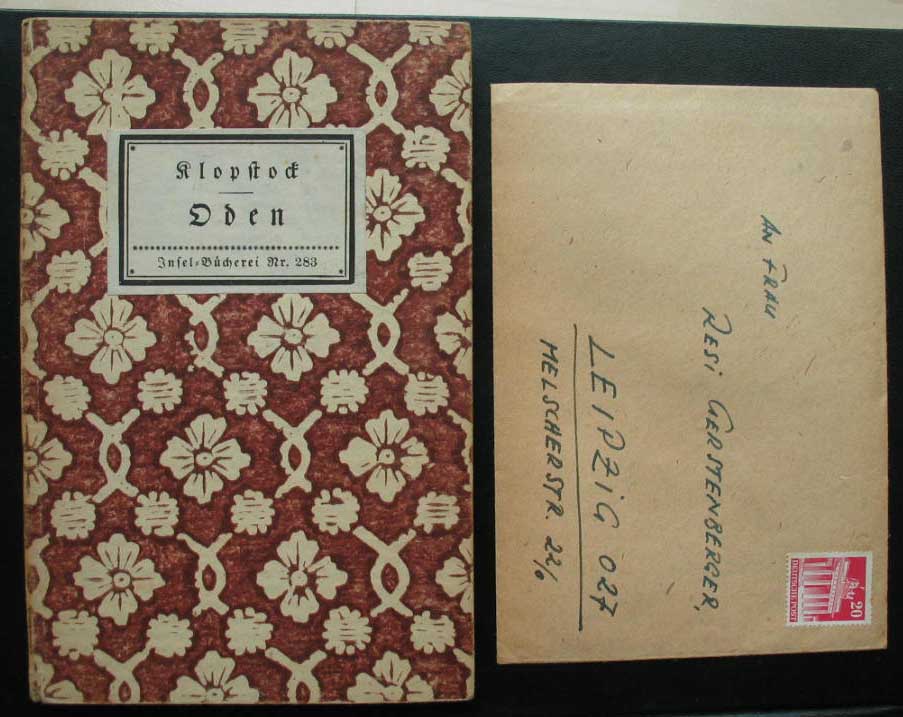 Klopstock
Oden
Insel-Bücherei Nr. 283
AN FRAU
RESI GERSTENBERGER,
LEIPZIG O27
MELSCHERSTR. 22/0
20
DEUTSCHE POST